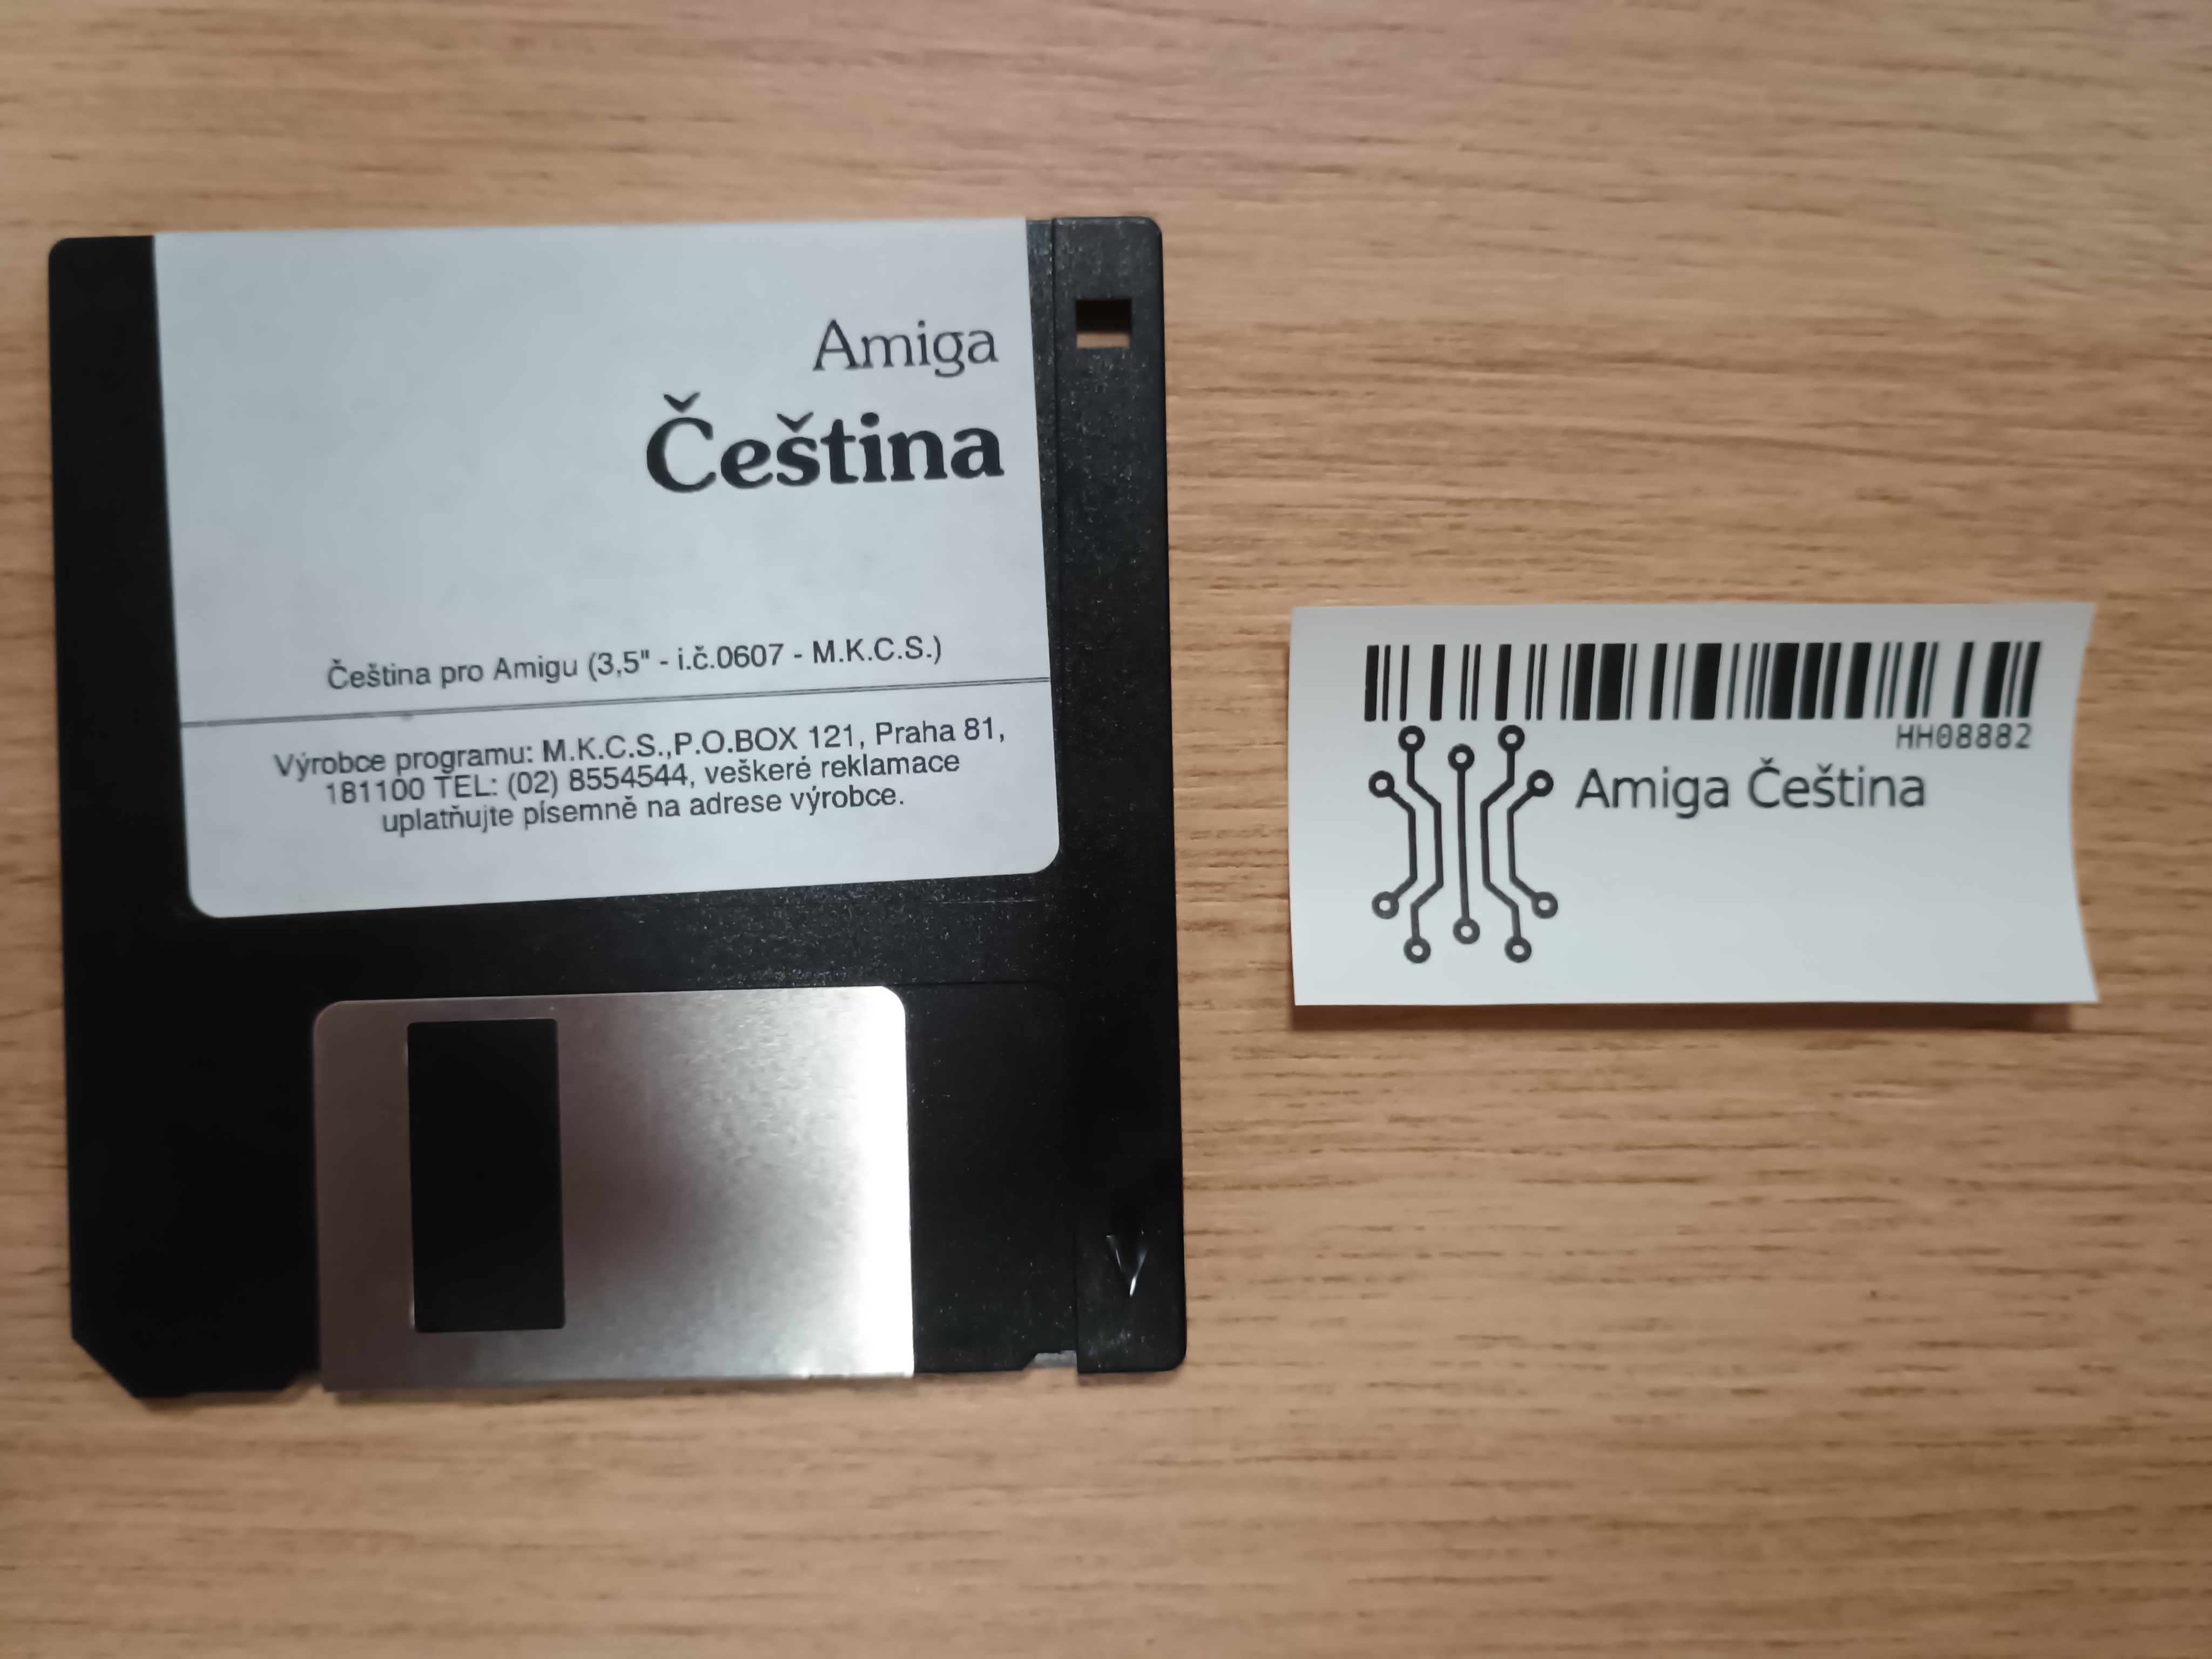 Amiga
Čeština
Čeština pro Amigu (3,5" - i.č.0607 - M.K.C.S.)
Výrobce programu: M.K.C.S.,P.O.BOX 121, Praha 81,
181100 TEL: (02) 8554544, veškeré reklamace
uplatňujte písemně na adrese výrobce.
HH08882
Amiga Čeština